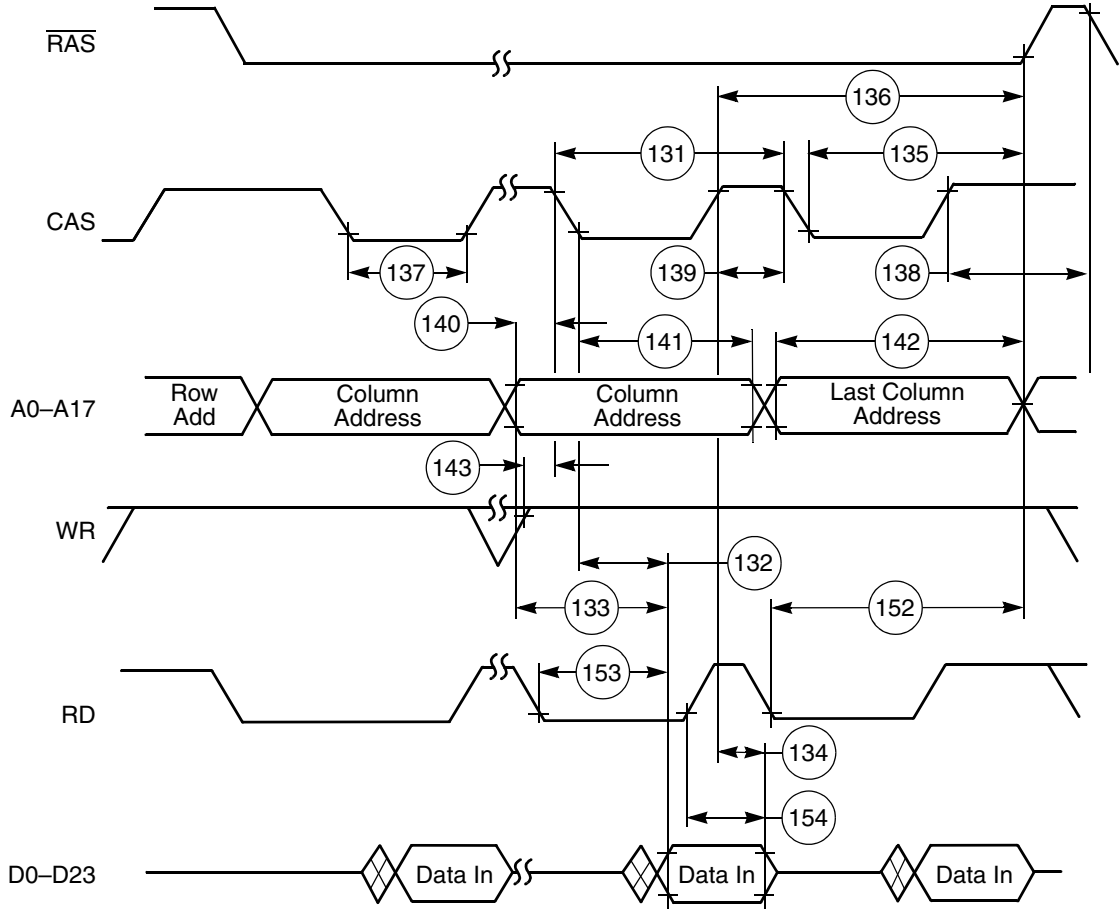 RAS
136
131
135
CAS
137
139
138
140
141
142
A0–A17
Row
Add
Column
Address
Column
Address
Last Column
Address
143
WR
132
133
152
153
RD
134
154
D0–D23
Data In
Data In
Data In